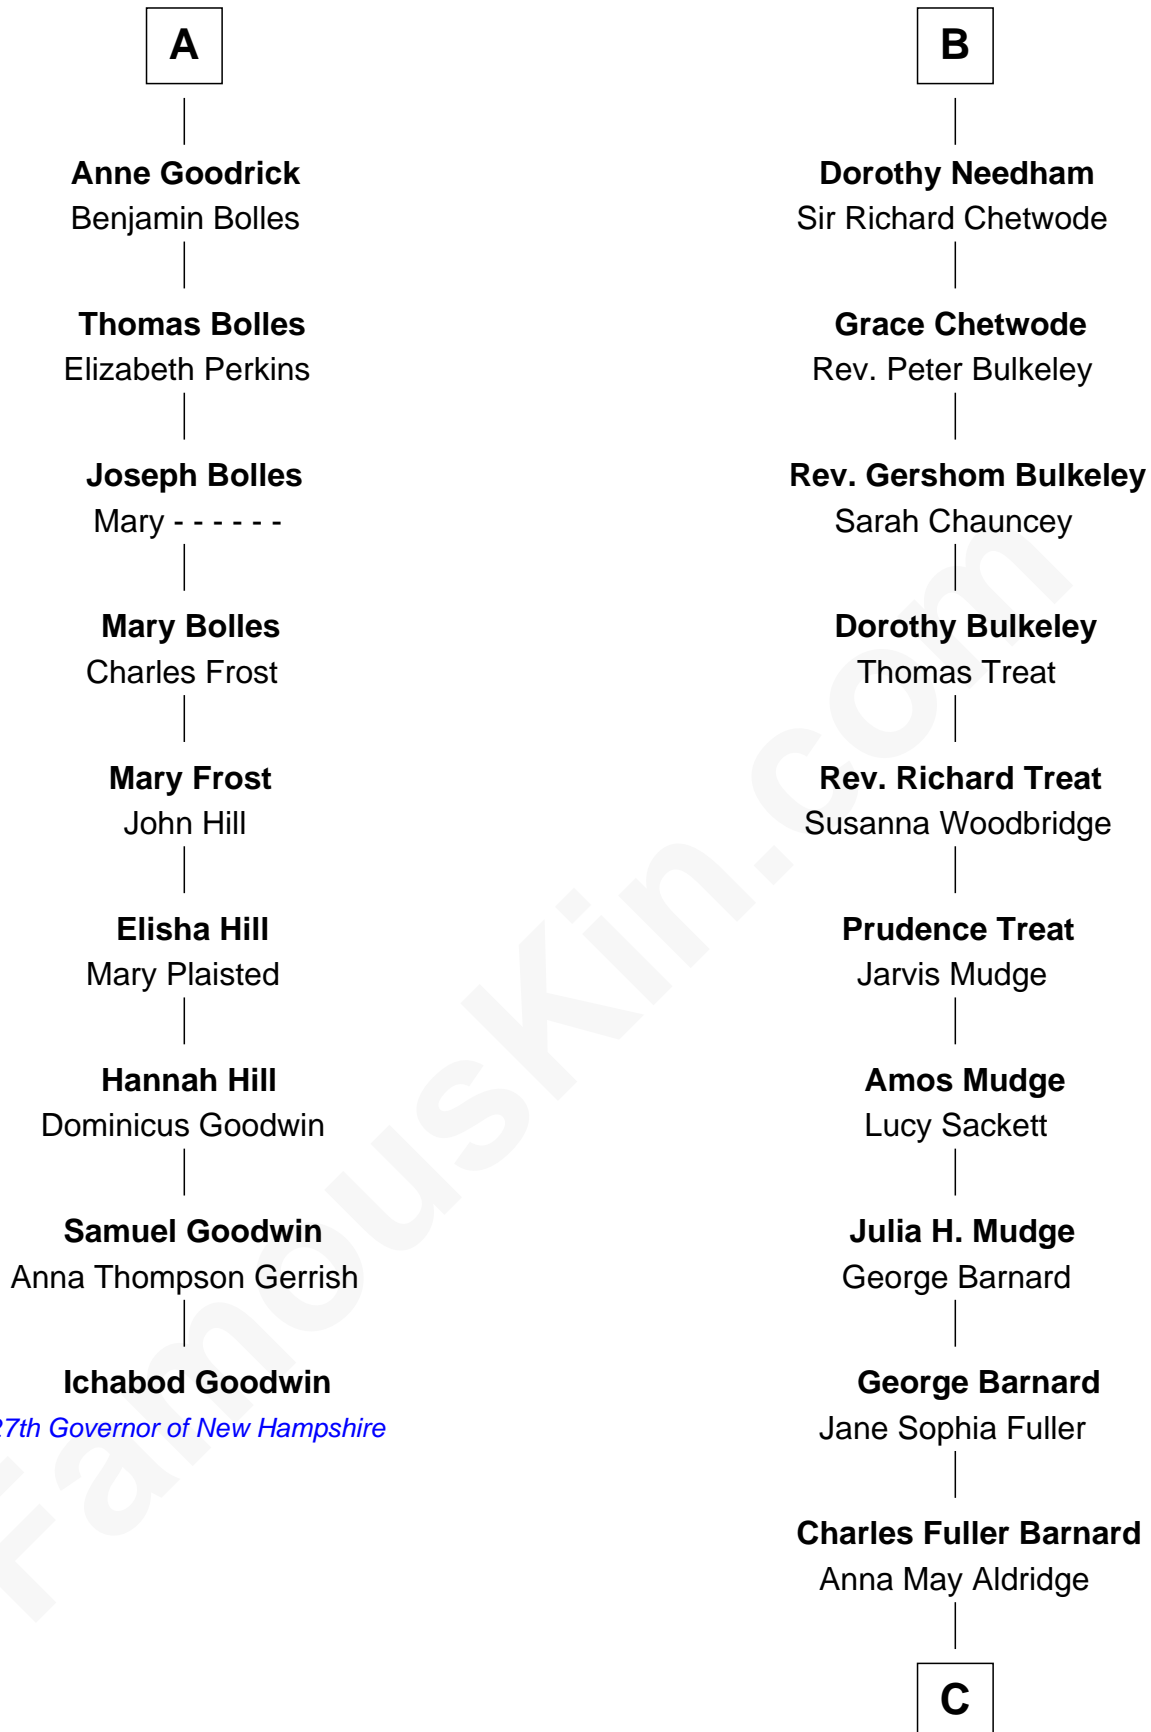 A
Anne Goodrick
Benjamin Bolles
Thomas Bolles
Elizabeth Perkins
Joseph Bolles
Mary - - - - - -
Mary Bolles
Charles Frost
Mary Frost
John Hill
Elisha Hill
Mary Plaisted
Hannah Hill
Dominicus Goodwin
Samuel Goodwin
Anna Thompson Gerrish
Ichabod Goodwin
27th Governor of New Hampshire
B
Dorothy Needham
Sir Richard Chetwode
Grace Chetwode
Rev. Peter Bulkeley
Rev. Gershom Bulkeley
Sarah Chauncey
Dorothy Bulkeley
Thomas Treat
Rev. Richard Treat
Susanna Woodbridge
Prudence Treat
Jarvis Mudge
Amos Mudge
Lucy Sackett
Julia H. Mudge
George Barnard
George Barnard
Jane Sophia Fuller
Charles Fuller Barnard
Anna May Aldridge
C
FamousKin.com